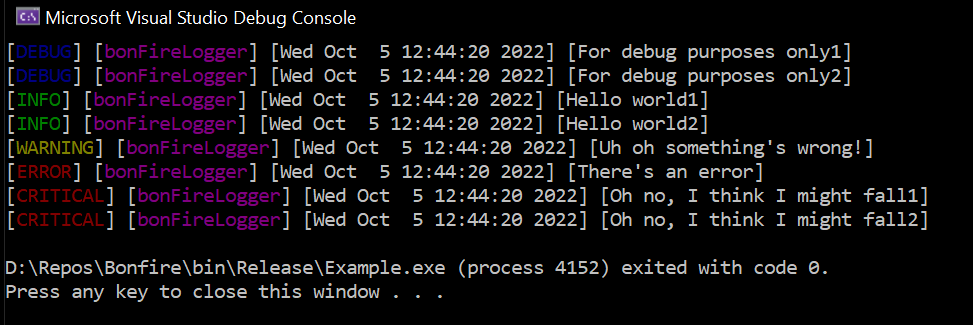 Microsoft Visual Studio Debug Console
[DEBUG] [bonFireLogger] [Wed Oct  5 12:44:20 2022] [For debug purposes only1]
[DEBUG] [bonFireLogger] [Wed Oct  5 12:44:20 2022] [For debug purposes only2]
[INFO] [bonFireLogger] [Wed Oct  5 12:44:20 2022] [Hello world1]
[INFO] [bonFireLogger] [Wed Oct  5 12:44:20 2022] [Hello world2]
[WARNING] [bonFireLogger] [Wed Oct  5 12:44:20 2022] [Uh oh something's wrong!]
[ERROR] [bonFireLogger] [Wed Oct  5 12:44:20 2022] [There's an error]
[CRITICAL] [bonFireLogger] [Wed Oct  5 12:44:20 2022] [Oh no, I think I might fall1]
[CRITICAL] [bonFireLogger] [Wed Oct  5 12:44:20 2022] [Oh no, I think I might fall2]
D:\Repos\Bonfire\bin\Release\Example.exe (process 4152) exited with code 0.
Press any key to close this window . . .